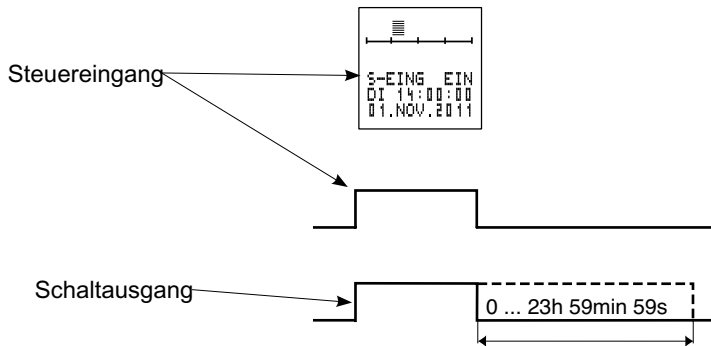 Steuereingang
S-EING EIN
DI 14:00:00
01.NOV.2011
Schaltausgang
0 ... 23h 59min 59s